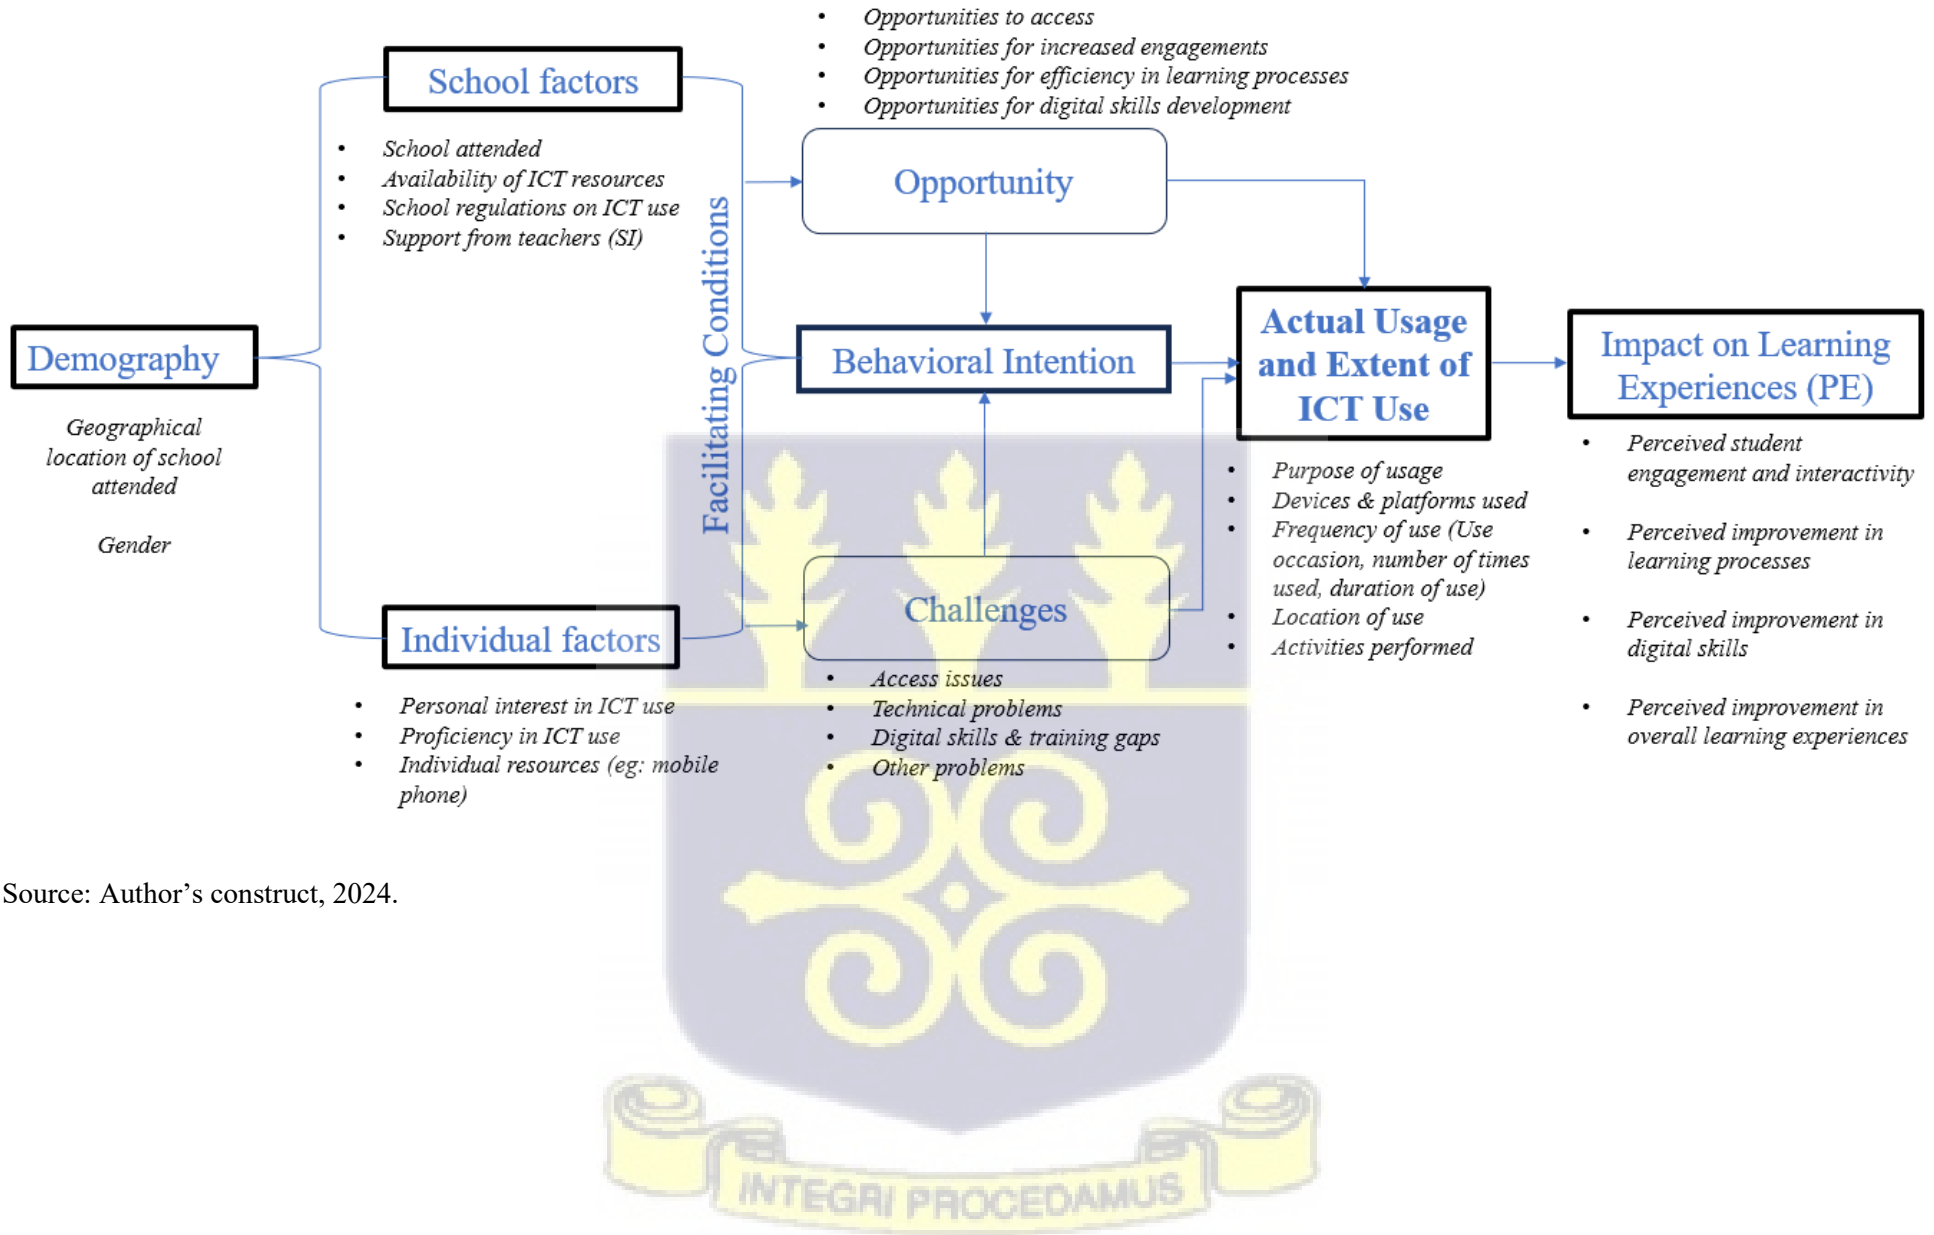 • Opportunities to access
• Opportunities for increased engagements
• Opportunities for efficiency in learning processes
• Opportunities for digital skills development
School factors
• School attended
• Availability of ICT resources
• School regulations on ICT use
• Support from teachers (SI)
Opportunity
Facilitating Conditions
Demography
Geographical
location of school
attended
Gender
Behavioral Intention
Actual Usage
and Extent of
ICT Use
Impact on Learning
Experiences (PE)
• Purpose of usage
• Devices & platforms used
• Frequency of use (Use
occasion, number of times
used, duration of use)
• Location of use
• Activities performed
• Perceived student
engagement and interactivity
• Perceived improvement in
learning processes
• Perceived improvement in
digital skills
• Perceived improvement in
overall learning experiences
Individual factors
• Personal interest in ICT use
• Proficiency in ICT use
• Individual resources (eg: mobile
phone)
Challenges
• Access issues
• Technical problems
• Digital skills & training gaps
• Other problems
Source: Author’s construct, 2024.
INTEGRI PROCEDAMUS